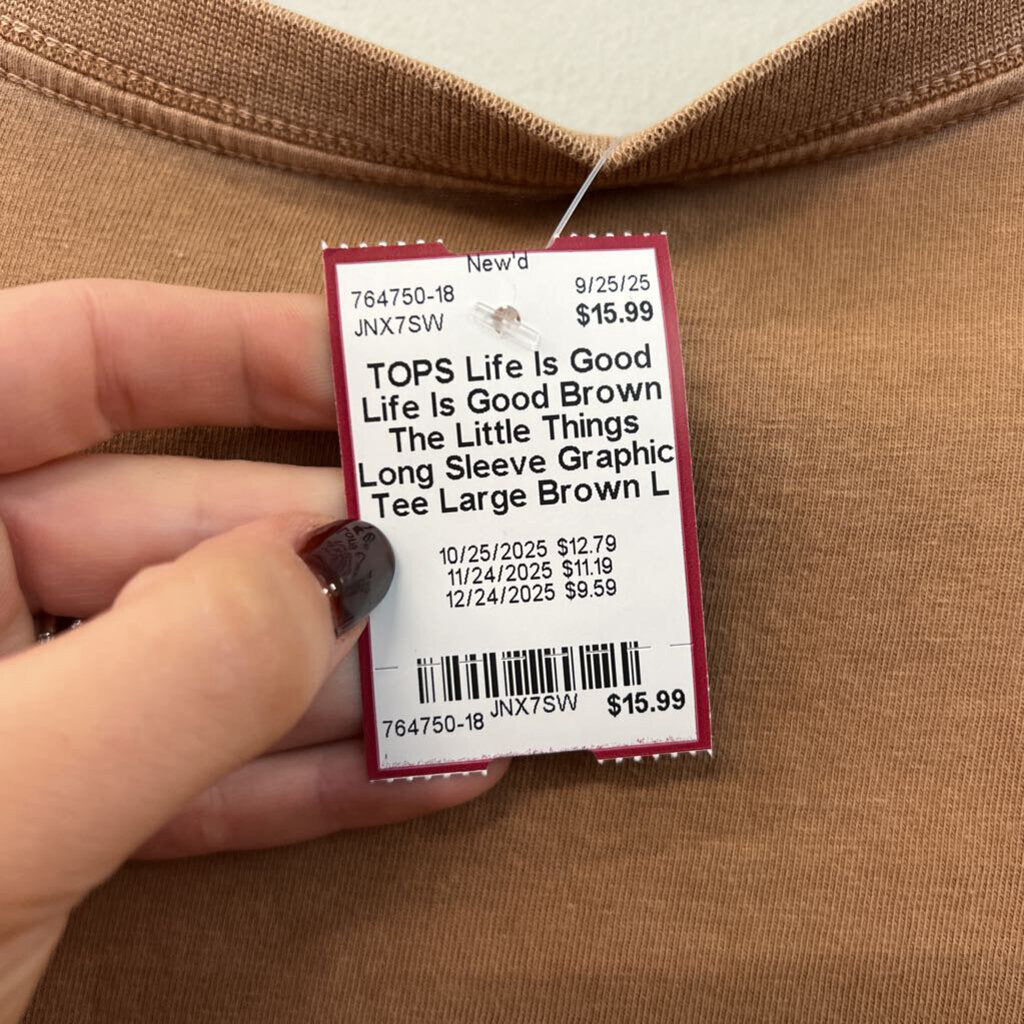 New'd
764750-18 9/25/25
JNX7SW $15.99
TOPS Life Is Good
Life Is Good Brown
The Little Things
Long Sleeve Graphic
Tee Large Brown L
10/25/2025 $12.79
11/24/2025 $11.19
12/24/2025 $9.59
764750-18 JNX7SW $15.99